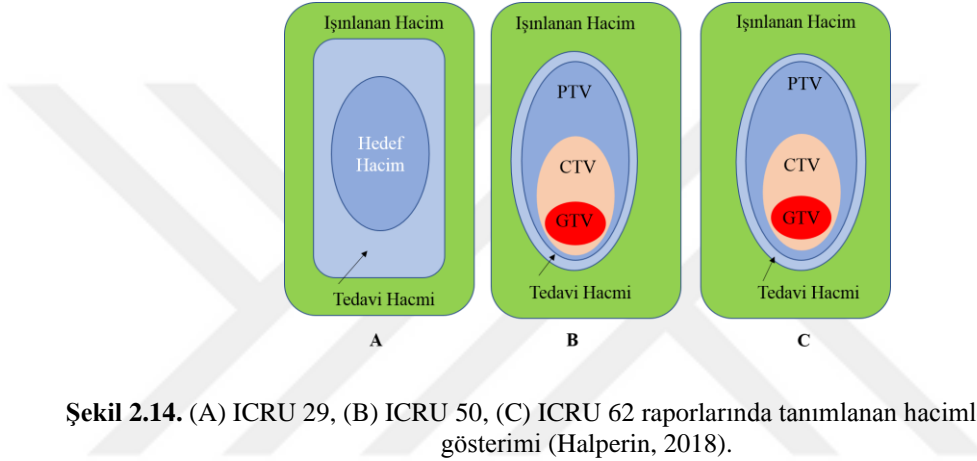 Işınlanan Hacim
Hedef
Hacim
Tedavi Hacmi
A
Işınlanan Hacim
PTV
CTV
GTV
Tedavi Hacmi
B
Işınlanan Hacim
PTV
CTV
GTV
Tedavi Hacmi
C
Şekil 2.14. (A) ICRU 29, (B) ICRU 50, (C) ICRU 62 raporlarında tanımlanan haciml
gösterimi (Halperin, 2018).